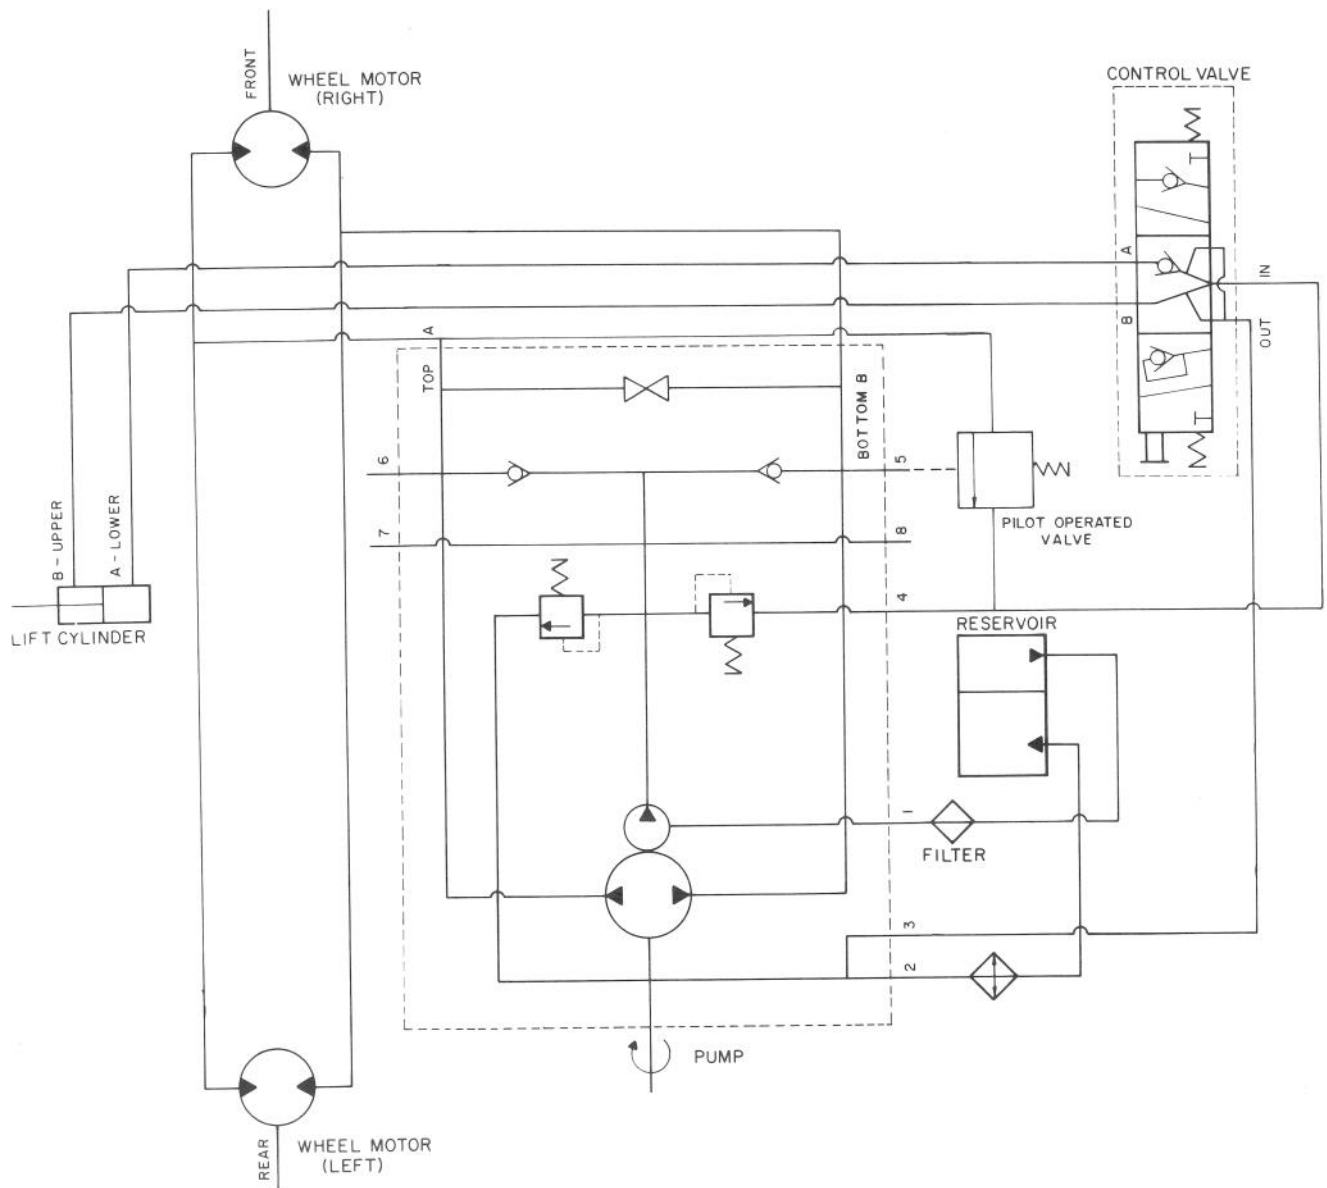 FRONT
WHEEL MOTOR
(RIGHT)
CONTROL VALVE
A
IN
B
OUT
A
TOP
BOTTOM B
6
5
7
8
PILOT OPERATED
VALVE
B - UPPER
A - LOWER
LIFT CYLINDER
4
RESERVOIR
1
FILTER
3
2
PUMP
REAR
WHEEL MOTOR
(LEFT)